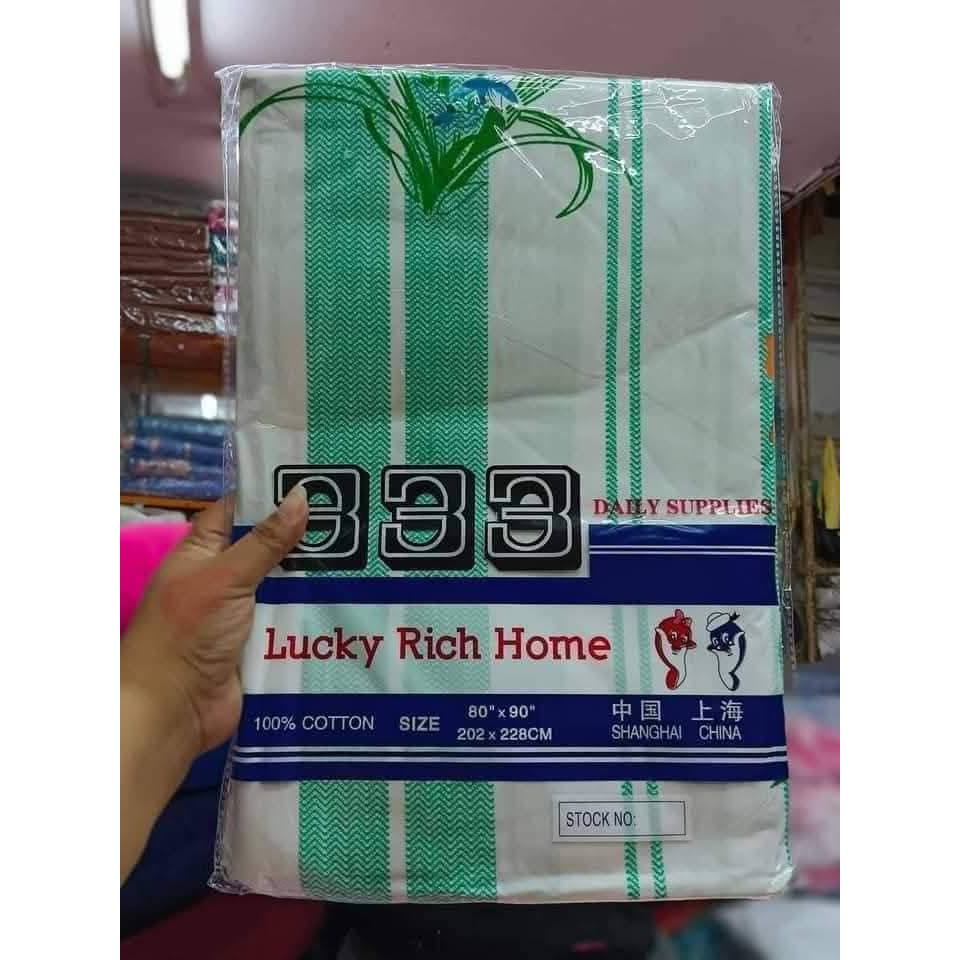 333
DAILY SUPPLIES
Lucky Rich Home
100% COTTON
SIZE
80" x 90"
202 x 228CM
中国 上海
SHANGHAI CHINA
STOCK NO: